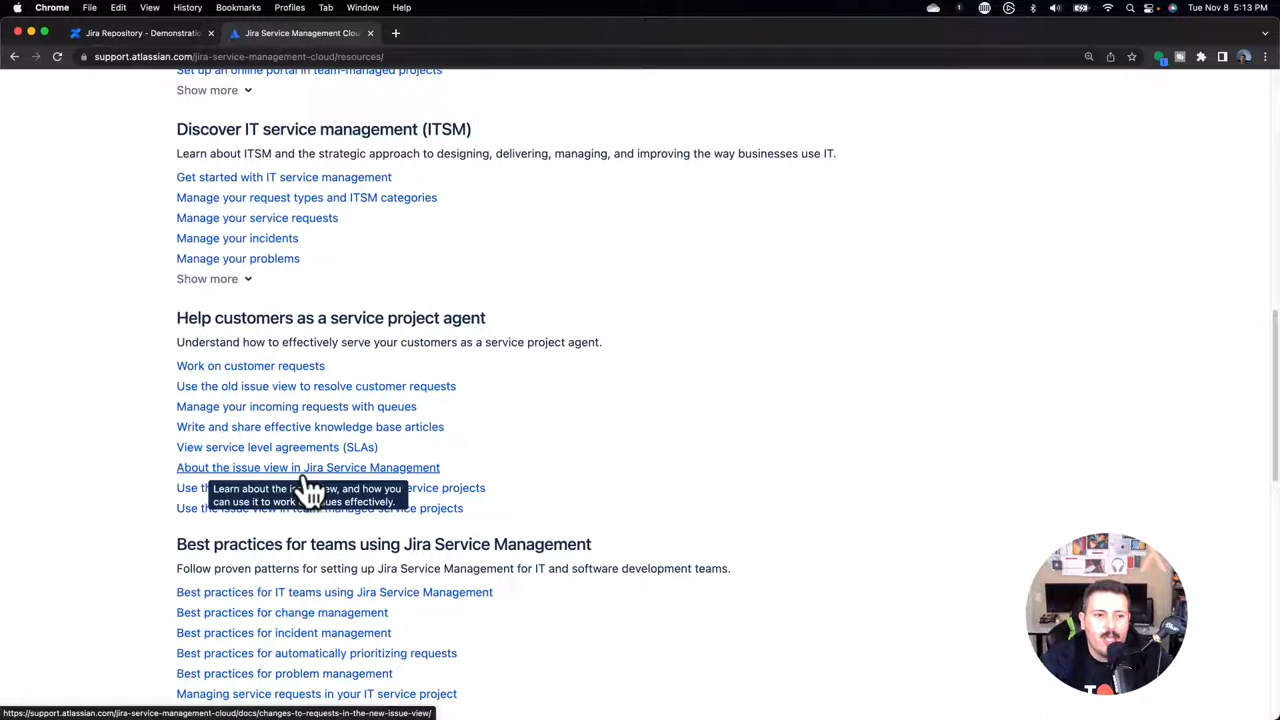 Chrome File Edit View History Bookmarks Profiles Tab Window Help 1 Tue Nov 8 5:13 PM
Jira Repository - Demonstratio Jira Service Management Clou
support.atlassian.com/jira-service-management-cloud/resources/
Set up an online portal in team-managed projects
Show more
Discover IT service management (ITSM)
Learn about ITSM and the strategic approach to designing, delivering, managing, and improving the way businesses use IT.
Get started with IT service management
Manage your request types and ITSM categories
Manage your service requests
Manage your incidents
Manage your problems
Show more
Help customers as a service project agent
Understand how to effectively serve your customers as a service project agent.
Work on customer requests
Use the old issue view to resolve customer requests
Manage your incoming requests with queues
Write and share effective knowledge base articles
View service level agreements (SLAs)
About the issue view in Jira Service Management
Use service projects
Learn about the view, and how you
can use it to work issues effectively.
Use the issue view in team-managed service projects
Best practices for teams using Jira Service Management
Follow proven patterns for setting up Jira Service Management for IT and software development teams.
Best practices for IT teams using Jira Service Management
Best practices for change management
Best practices for incident management
Best practices for automatically prioritizing requests
Best practices for problem management
Managing service requests in your IT service project
https://support.atlassian.com/jira-service-management-cloud/docs/changes-to-requests-in-the-new-issue-view/